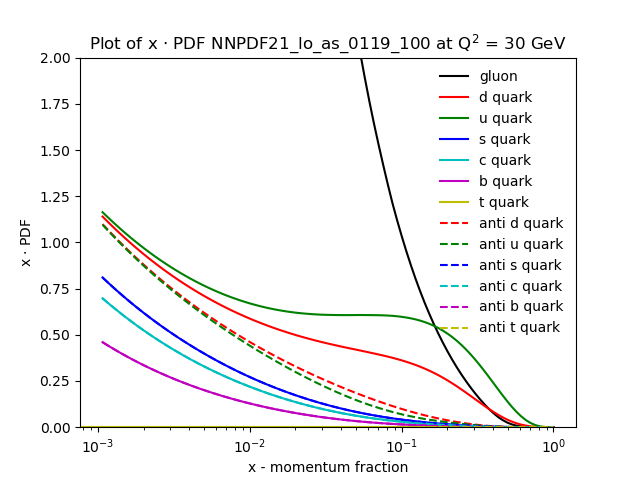 Plot of x · PDF NNPDF21_lo_as_0119_100 at Q² = 30 GeV
x · PDF
2.00
1.75
1.50
1.25
1.00
0.75
0.50
0.25
0.00
gluon
d quark
u quark
s quark
c quark
b quark
t quark
anti d quark
anti u quark
anti s quark
anti c quark
anti b quark
anti t quark
10⁻³ 10⁻² 10⁻¹ 10⁰
x - momentum fraction